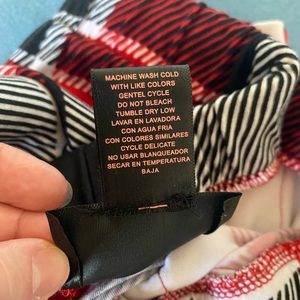 MACHINE WASH COLD
WITH LIKE COLORS
GENTEL CYCLE
DO NOT BLEACH
TUMBLE DRY LOW
LAVAR EN LAVADORA
CON AGUA FRIA
CON COLORES SIMILARES
CYCLE DELICATE
NO USAR BLANQUEADOR
SECAR EN TEMPERATURA
BAJA